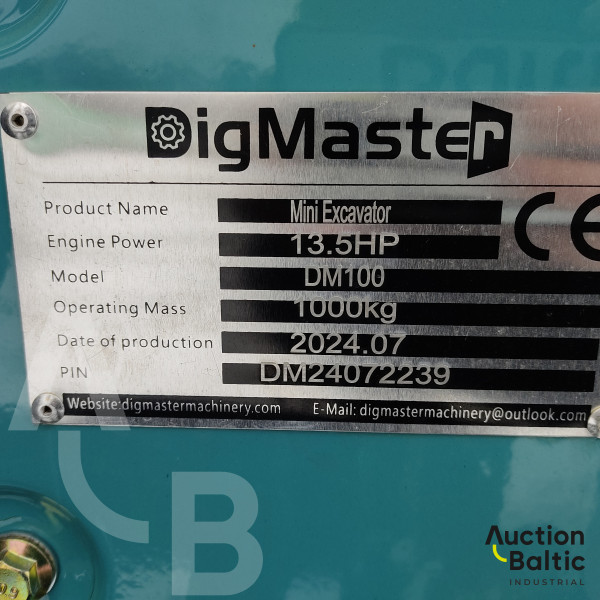 DigMaster
Product Name Mini Excavator
CE
Engine Power 13.5HP
Model DM100
Operating Mass 1000kg
Date of production 2024.07
PIN DM24072239
Website:digmastermachinery.com E-Mail: digmastermachinery@outlook.com
AB
Auction
Baltic
INDUSTRIAL